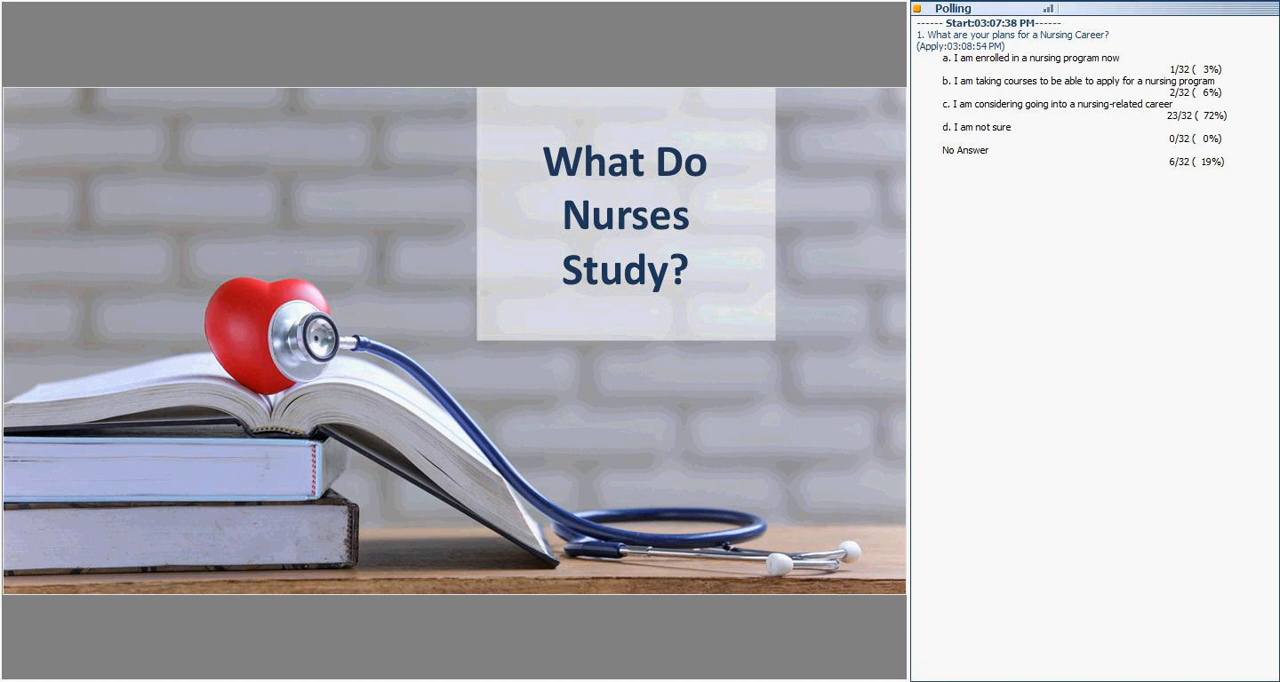 What Do
Nurses
Study?
Polling
------ Start:03:07:38 PM------
1. What are your plans for a Nursing Career?
(Apply:03:08:54 PM)
a. I am enrolled in a nursing program now
1/32 ( 3%)
b. I am taking courses to be able to apply for a nursing program
2/32 ( 6%)
c. I am considering going into a nursing-related career
23/32 ( 72%)
d. I am not sure
0/32 ( 0%)
No Answer
6/32 ( 19%)